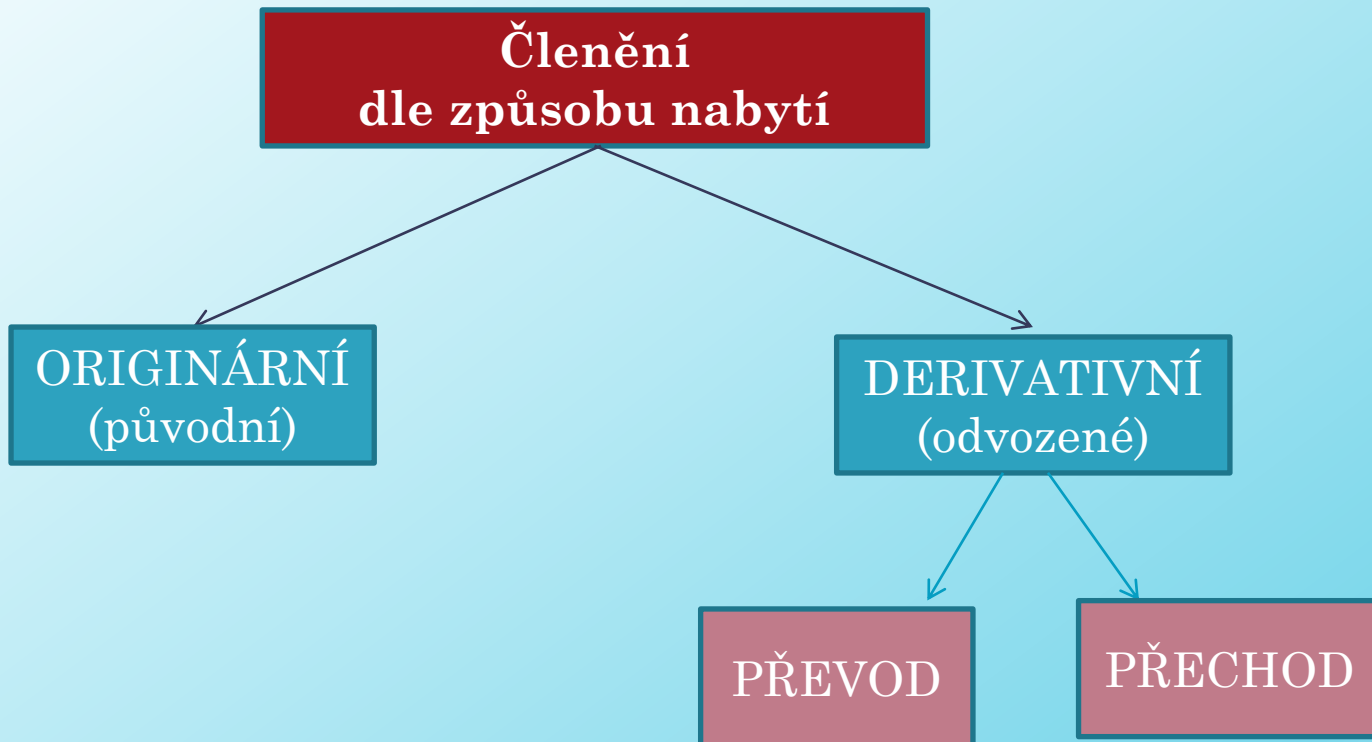 Členění
dle způsobu nabytí
ORIGINÁRNÍ
(původní)
DERIVATIVNÍ
(odvozené)
PŘEVOD
PŘECHOD